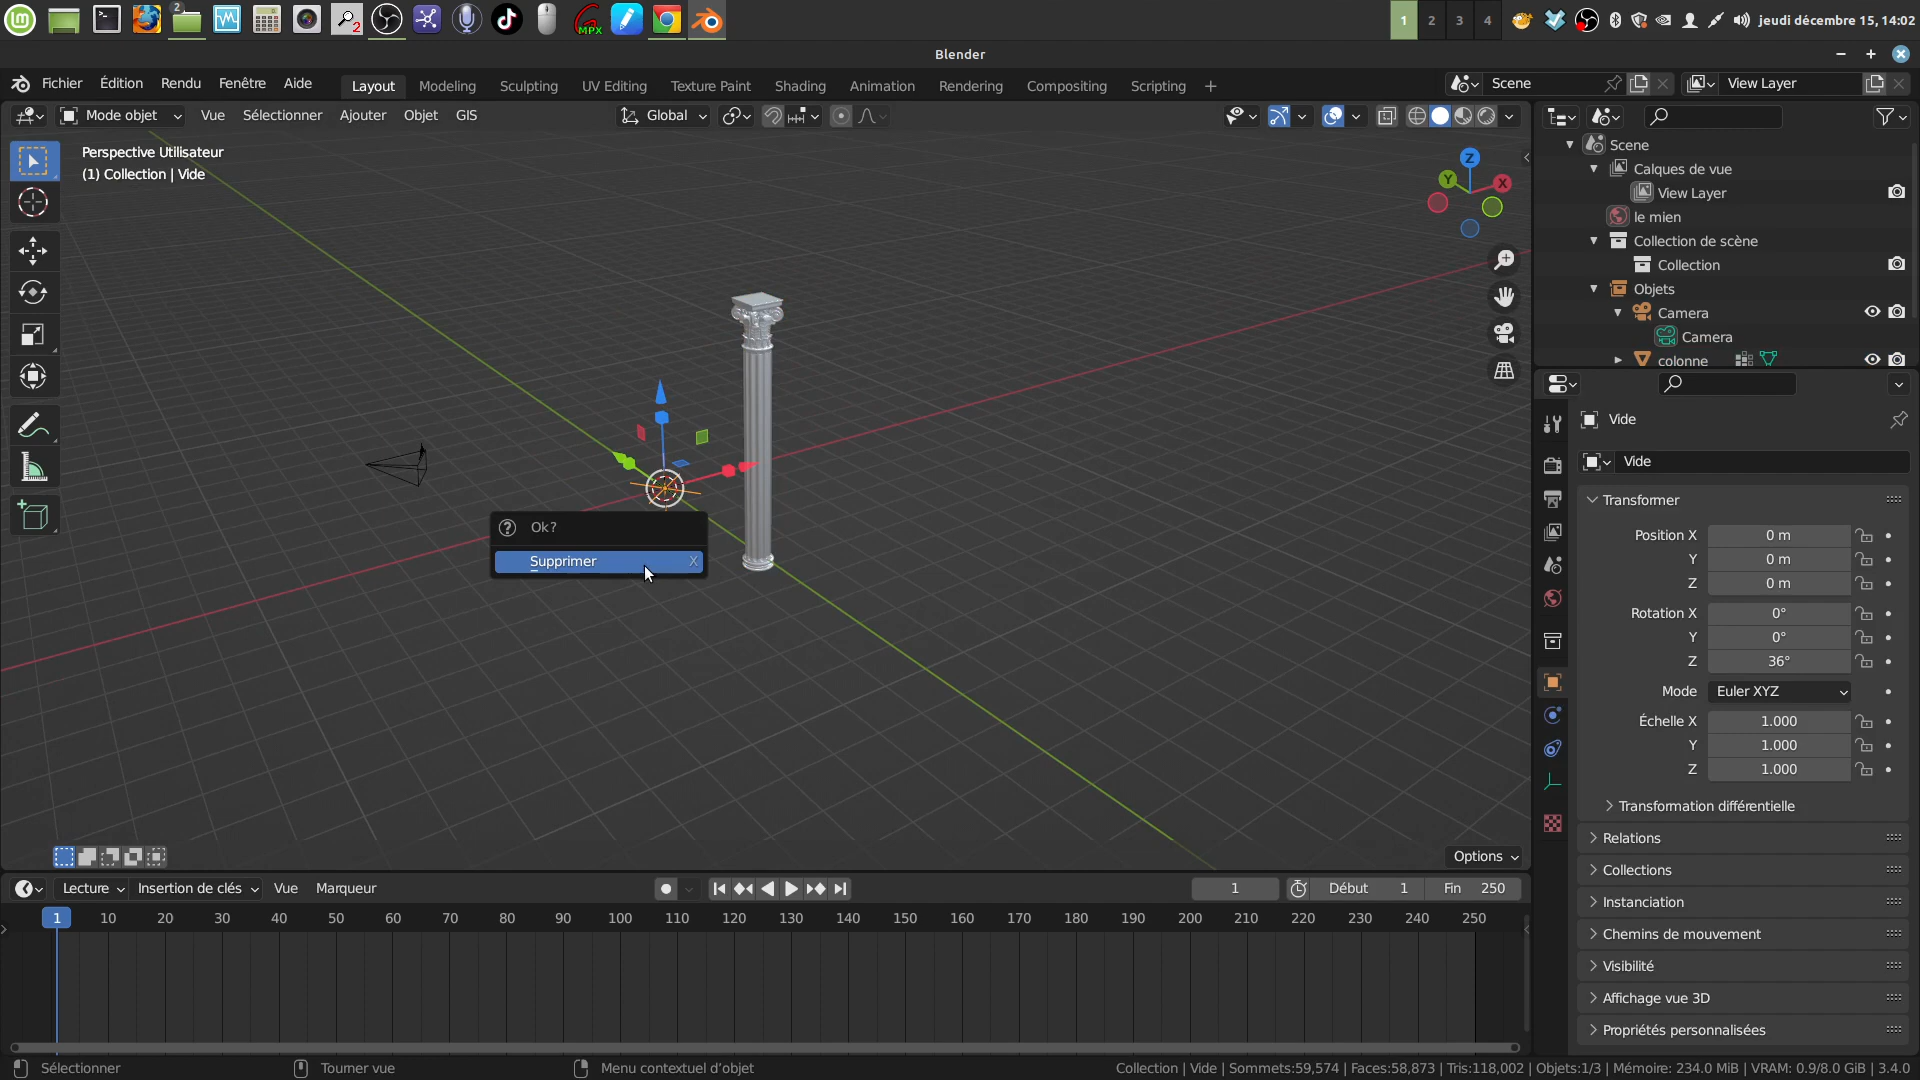 2
2
MPX
1 2 3 4
jeudi décembre 15, 14:02
Blender
Fichier Édition Rendu Fenêtre Aide
Layout Modeling Sculpting UV Editing Texture Paint Shading Animation Rendering Compositing Scripting +
Scene
View Layer
Mode objet Vue Sélectionner Ajouter Objet GIS
Global
Perspective Utilisateur
(1) Collection | Vide
Z
Y
X
Scene
Calques de vue
View Layer
le mien
Collection de scène
Collection
Objets
Camera
Camera
colonne
Ok?
Supprimer X
Vide
Vide
Transformer
Position X 0 m
Y 0 m
Z 0 m
Rotation X 0°
Y 0°
Z 36°
Mode Euler XYZ
Échelle X 1.000
Y 1.000
Z 1.000
Transformation différentielle
Relations
Collections
Instanciation
Chemins de mouvement
Visibilité
Affichage vue 3D
Propriétés personnalisées
Options
Lecture Insertion de clés Vue Marqueur
1
Début 1
Fin 250
1 10 20 30 40 50 60 70 80 90 100 110 120 130 140 150 160 170 180 190 200 210 220 230 240 250
Sélectionner
Tourner vue
Menu contextuel d'objet
Collection | Vide | Sommets:59,574 | Faces:58,873 | Tris:118,002 | Objets:1/3 | Mémoire: 234.0 MiB | VRAM: 0.9/8.0 GiB | 3.4.0